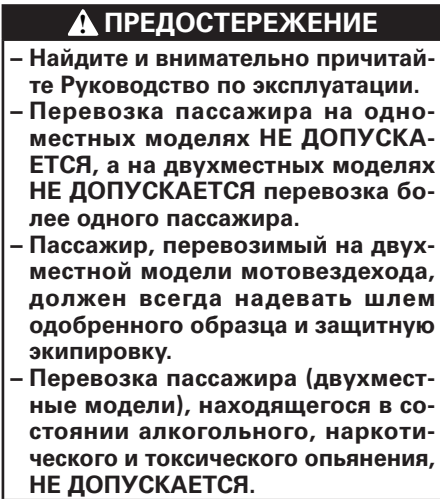 ПРЕДОСТЕРЕЖЕНИЕ
– Найдите и внимательно причитай-
те Руководство по эксплуатации.
– Перевозка пассажира на одно-
местных моделях НЕ ДОПУСКА-
ЕТСЯ, а на двухместных моделях
НЕ ДОПУСКАЕТСЯ перевозка бо-
лее одного пассажира.
– Пассажир, перевозимый на двух-
местной модели мотовездехода,
должен всегда надевать шлем
одобренного образца и защитную
экипировку.
– Перевозка пассажира (двухмест-
ные модели), находящегося в со-
стоянии алкогольного, наркоти-
ческого и токсического опьянения,
НЕ ДОПУСКАЕТСЯ.